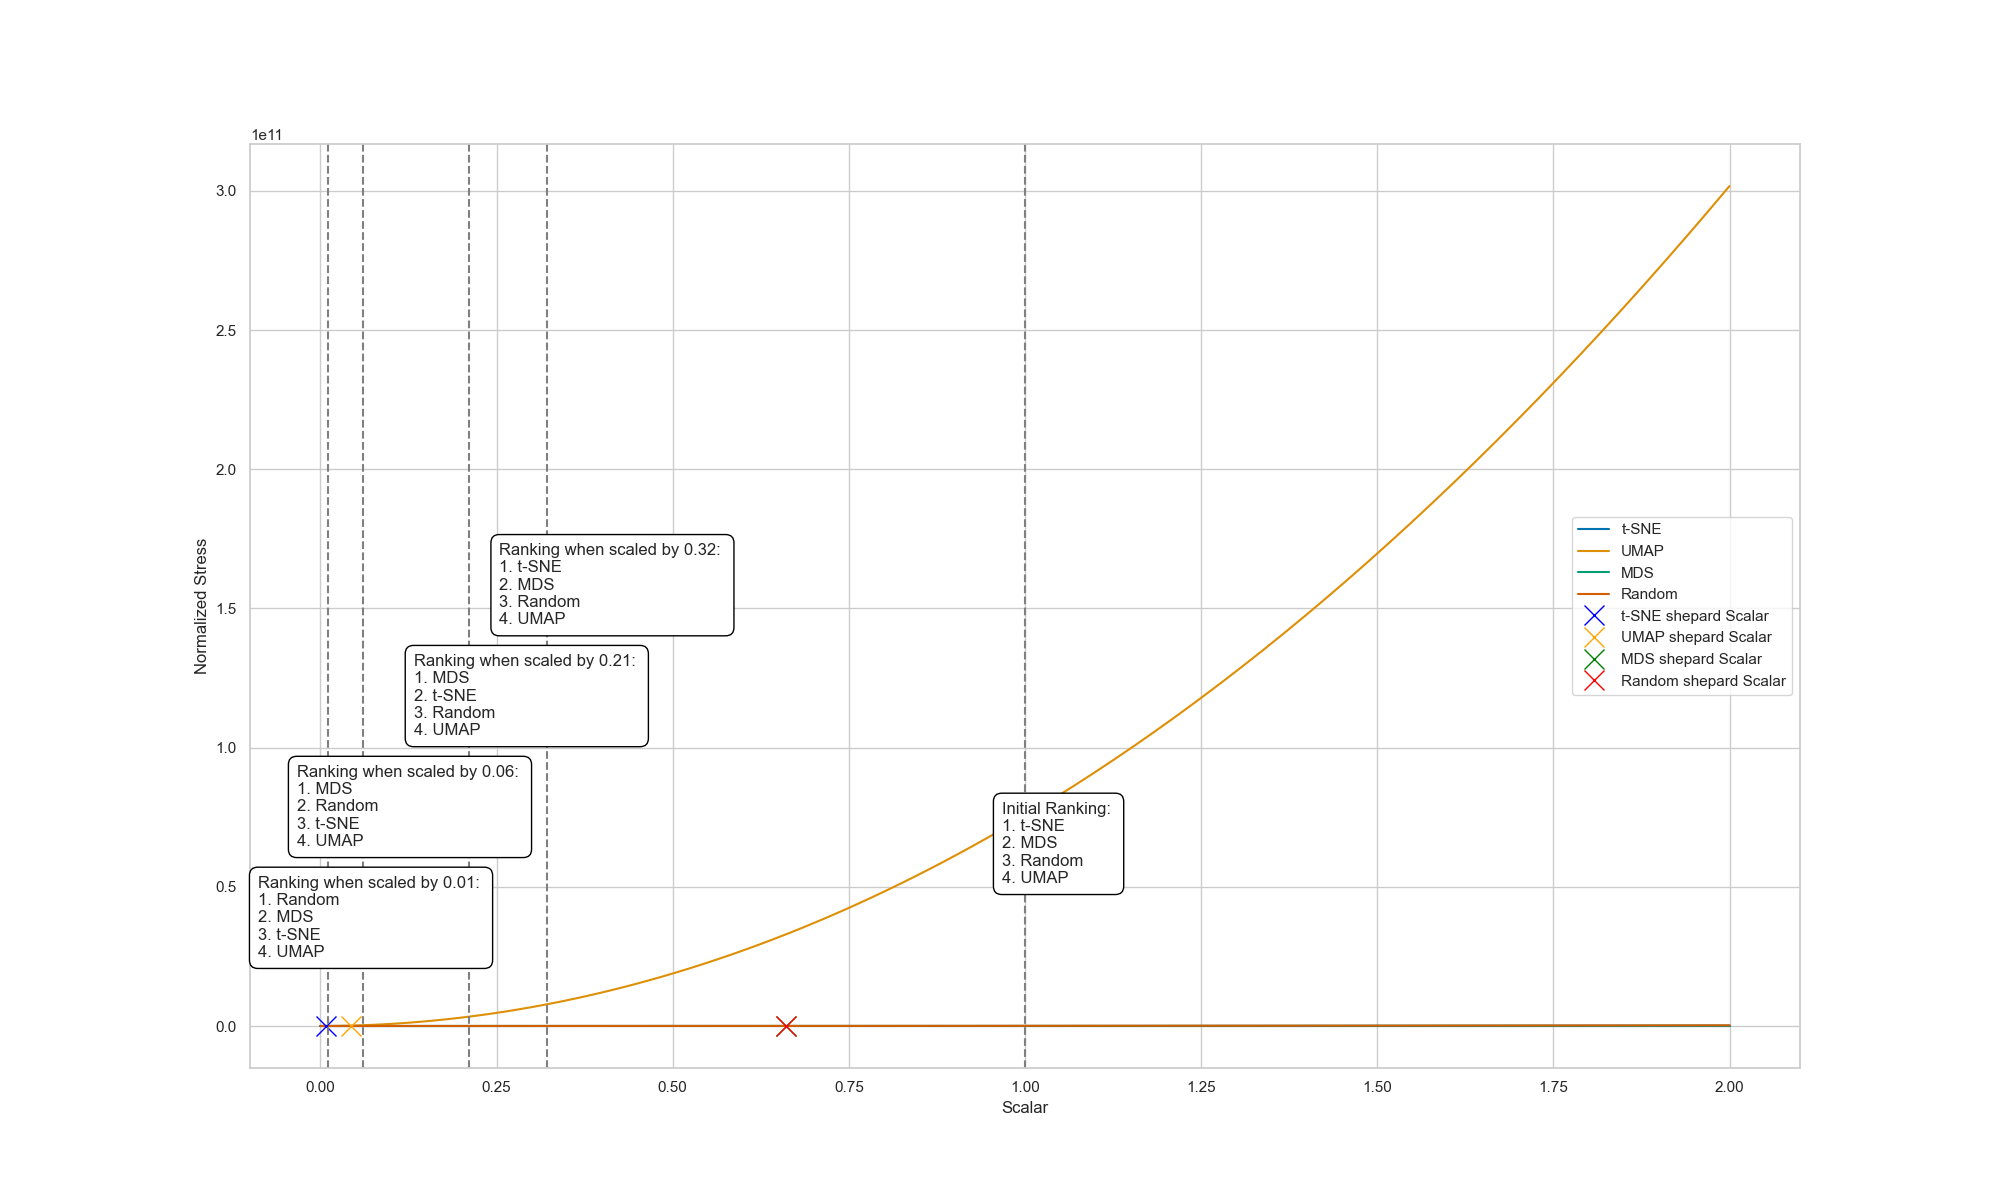 1e11
3.0
2.5
2.0
1.5
1.0
0.5
0.0
Normalized Stress
Ranking when scaled by 0.32:
1. t-SNE
2. MDS
3. Random
4. UMAP
Ranking when scaled by 0.21:
1. MDS
2. t-SNE
3. Random
4. UMAP
Ranking when scaled by 0.06:
1. MDS
2. Random
3. t-SNE
4. UMAP
Ranking when scaled by 0.01:
1. Random
2. MDS
3. t-SNE
4. UMAP
Initial Ranking:
1. t-SNE
2. MDS
3. Random
4. UMAP
t-SNE
UMAP
MDS
Random
t-SNE shepard Scalar
UMAP shepard Scalar
MDS shepard Scalar
Random shepard Scalar
0.00 0.25 0.50 0.75 1.00 1.25 1.50 1.75 2.00
Scalar